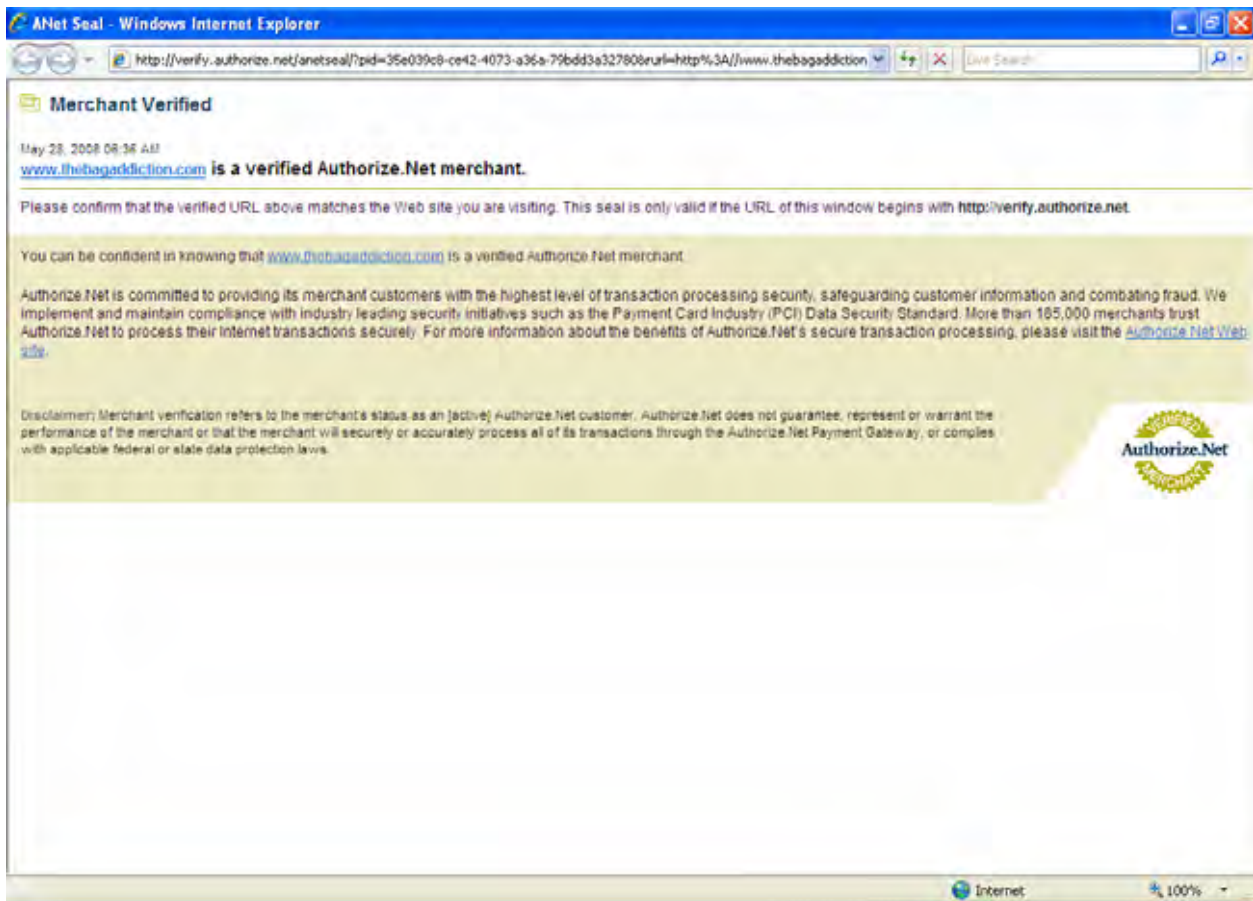 ANet Seal - Windows Internet Explorer
http://verify.authorize.net/anetseal/?pid=35e039c8-ce42-4073-a36a-79bdd3a32780&rurl=http%3A//www.thebagaddiction
Live Search
Merchant Verified
May 28, 2008 06:36 AM
www.thebagaddiction.com is a verified Authorize.Net merchant.
Please confirm that the verified URL above matches the Web site you are visiting. This seal is only valid if the URL of this window begins with http://verify.authorize.net.
You can be confident in knowing that www.thebagaddiction.com is a verified Authorize.Net merchant.
Authorize.Net is committed to providing its merchant customers with the highest level of transaction processing security, safeguarding customer information and combating fraud. We
implement and maintain compliance with industry leading security initiatives such as the Payment Card Industry (PCI) Data Security Standard. More than 185,000 merchants trust
Authorize.Net to process their Internet transactions securely. For more information about the benefits of Authorize.Net's secure transaction processing, please visit the Authorize.Net Web
site.
Disclaimer: Merchant verification refers to the merchant's status as an [active] Authorize.Net customer. Authorize.Net does not guarantee, represent or warrant the
performance of the merchant or that the merchant will securely or accurately process all of its transactions through the Authorize.Net Payment Gateway, or complies
with applicable federal or state data protection laws.
VERIFIED
Authorize.Net
MERCHANT
Internet
100%